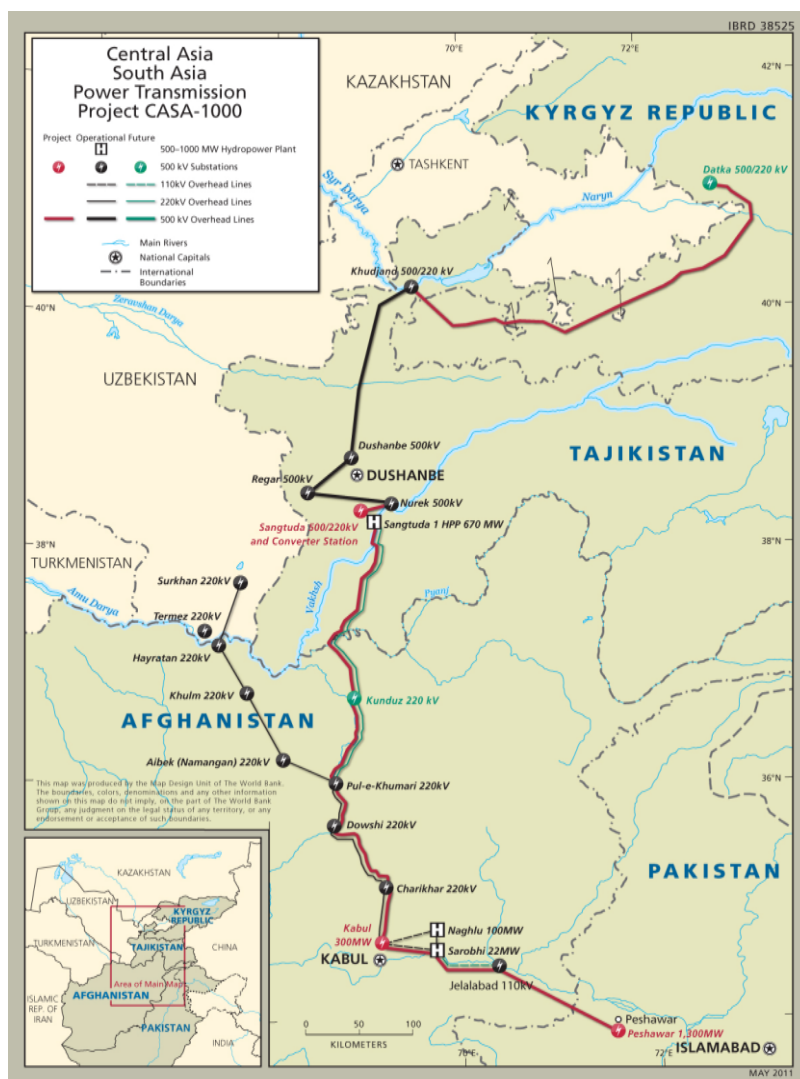 IBRD 38525
Central Asia
South Asia
Power Transmission
Project CASA-1000
Project Operational Future
H 500–1000 MW Hydropower Plant
500 kV Substations
110kV Overhead Lines
220kV Overhead Lines
500 kV Overhead Lines
Main Rivers
National Capitals
International
Boundaries
70°E
72°E
42°N
KAZAKHSTAN
KYRGYZ REPUBLIC
TASHKENT
Datka 500/220 kV
Syr Darya
Naryn
Khudjand 500/220 kV
40°N
40°N
Zeravshan Darya
UZBEKISTAN
Dushanbe 500kV
TAJIKISTAN
DUSHANBE
Regar 500kV
Nurek 500kV
Sangtuda 500/220kV
and Converter Station
H
Sangtuda 1 HPP 670 MW
38°N
38°N
TURKMENISTAN
Surkhan 220kV
Vakhsh
Pyanj
Amu Darya
Termez 220kV
Hayratan 220kV
Khulm 220kV
Kunduz 220 kV
AFGHANISTAN
Aibek (Namangan) 220kV
This map was produced by the Map Design Unit of The World Bank.
The boundaries, colors, denominations and any other information
shown on this map do not imply, on the part of The World Bank
Group, any judgment on the legal status of any territory, or any
endorsement or acceptance of such boundaries.
Pul-e-Khumari 220kV
36°N
Dowshi 220kV
PAKISTAN
Charikhar 220kV
Kabul
300MW
H Naghlu 100MW
H Sarobhi 22MW
KABUL
Jelalabad 110kV
Peshawar
Peshawar 1,300MW
ISLAMABAD
0 50 100
KILOMETERS
70°E
72°E
KAZAKHSTAN
UZBEKISTAN
KYRGYZ
REPUBLIC
TURKMENISTAN
TAJIKISTAN
CHINA
Area of Main Map
AFGHANISTAN
ISLAMIC
REP. OF
IRAN
PAKISTAN
INDIA
MAY 2011